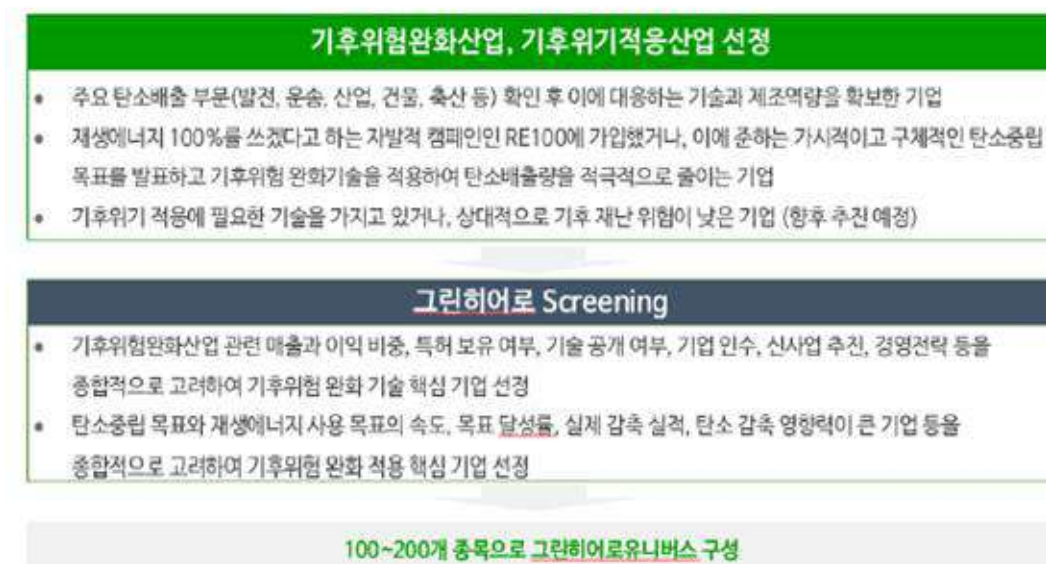 기후위험완화산업, 기후위기적응산업 선정
• 주요 탄소배출 부문(발전, 운송, 산업, 건물, 축산 등) 확인 후 이에 대응하는 기술과 제조역량을 확보한 기업
• 재생에너지 100%를 쓰겠다고 하는 자발적 캠페인인 RE100에 가입했거나, 이에 준하는 가시적이고 구체적인 탄소중립
목표를 발표하고 기후위험 완화기술을 적용하여 탄소배출량을 적극적으로 줄이는 기업
• 기후위기 적응에 필요한 기술을 가지고 있거나, 상대적으로 기후 재난 위험이 낮은 기업 (향후 추진 예정)
그린히어로 Screening
• 기후위험완화산업 관련 매출과 이익 비중, 특허 보유 여부, 기술 공개 여부, 기업 인수, 신사업 추진, 경영전략 등을
종합적으로 고려하여 기후위험 완화 기술 핵심 기업 선정
• 탄소중립 목표와 재생에너지 사용 목표의 속도, 목표 달성률, 실제 감축 실적, 탄소 감축 영향력이 큰 기업 등을
종합적으로 고려하여 기후위험 완화 적용 핵심 기업 선정
100~200개 종목으로 그린히어로유니버스 구성